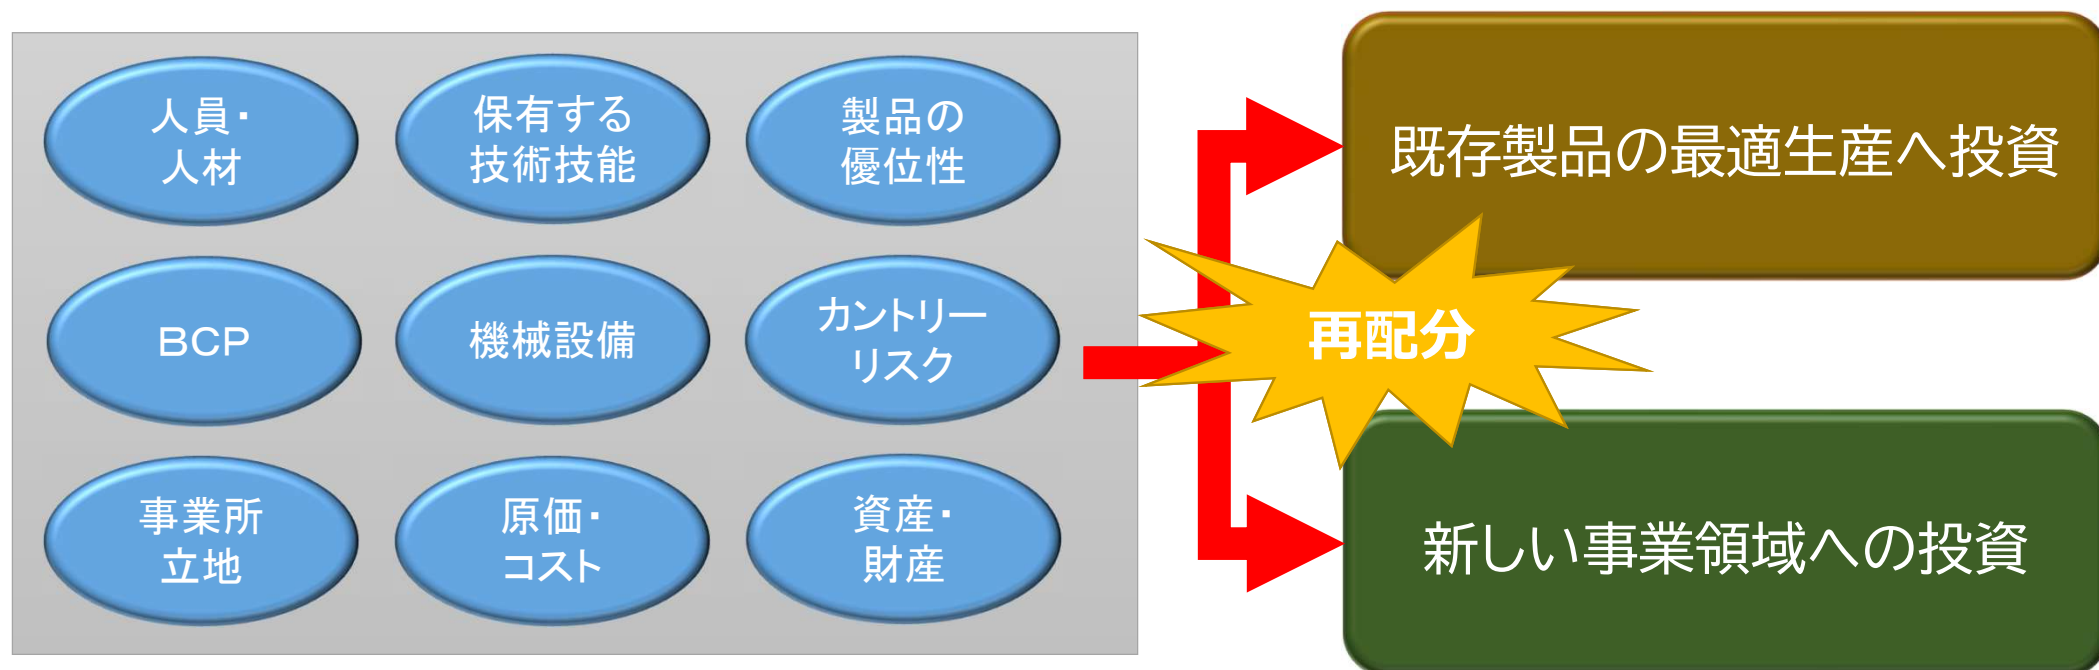 人員・
人材
保有する
技術技能
製品の
優位性
BCP
機械設備
カントリー
リスク
事業所
立地
原価・
コスト
資産・
財産
既存製品の最適生産へ投資
再配分
新しい事業領域への投資